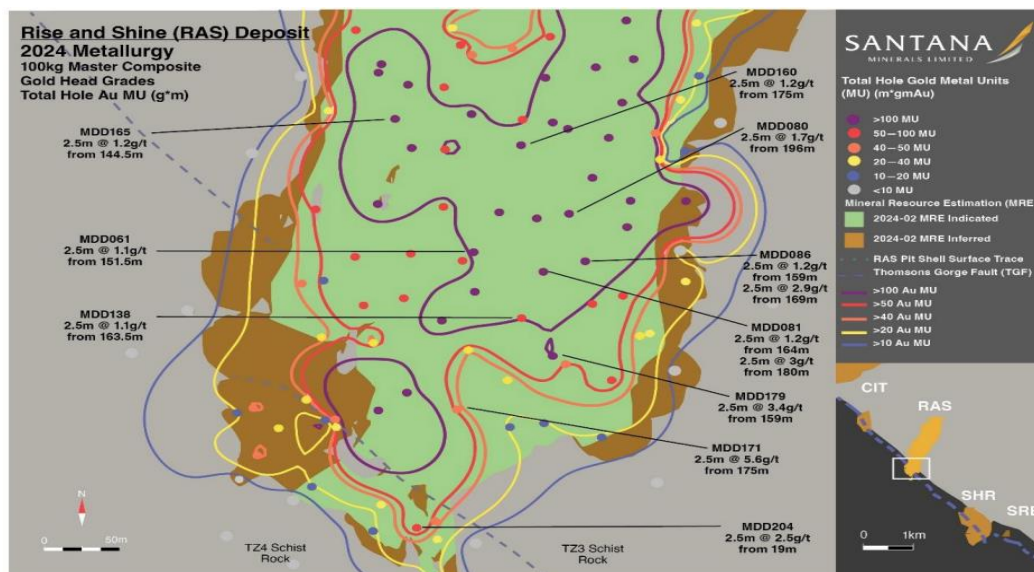 Rise and Shine (RAS) Deposit
2024 Metallurgy
100kg Master Composite
Gold Head Grades
Total Hole Au MU (g*m)
MDD165
2.5m @ 1.2g/t
from 144.5m
MDD061
2.5m @ 1.1g/t
from 151.5m
MDD138
2.5m @ 1.1g/t
from 163.5m
MDD160
2.5m @ 1.2g/t
from 175m
MDD080
2.5m @ 1.7g/t
from 196m
MDD086
2.5m @ 1.2g/t
from 159m
2.5m @ 2.9g/t
from 169m
MDD081
2.5m @ 1.2g/t
from 164m
2.5m @ 3g/t
from 180m
MDD179
2.5m @ 3.4g/t
from 159m
MDD171
2.5m @ 5.6g/t
from 175m
MDD204
2.5m @ 2.5g/t
from 19m
N
0 50m
TZ4 Schist
Rock
TZ3 Schist
Rock
SANTANA
MINERALS LIMITED
Total Hole Gold Metal Units
(MU) (m*gmAu)
>100 MU
50—100 MU
40—50 MU
20—40 MU
10—20 MU
<10 MU
Mineral Resource Estimation (MRE
2024-02 MRE Indicated
2024-02 MRE Inferred
RAS Pit Shell Surface Trace
Thomsons Gorge Fault (TGF)
>100 Au MU
>50 Au MU
>40 Au MU
>20 Au MU
>10 Au MU
CIT
RAS
SHR
SRE
0 1km